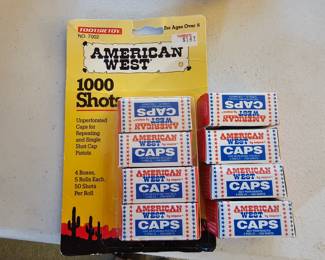 TOOTSIETOY
NO. 7002
for Ages Over 8
AMERICAN
WEST
1000
Shots
Unperforated
Caps for
Repeating
and Single
Shot Cap
Pistols
4 Boxes,
5 Rolls Each,
50 Shots
Per Roll
AMERICAN
WEST
CAPS
AMERICAN
WEST
CAPS
AMERICAN
WEST
CAPS
AMERICAN
WEST
CAPS
AMERICAN
WEST
CAPS
AMERICAN
WEST
CAPS
AMERICAN
WEST
CAPS
AMERICAN
WEST
CAPS